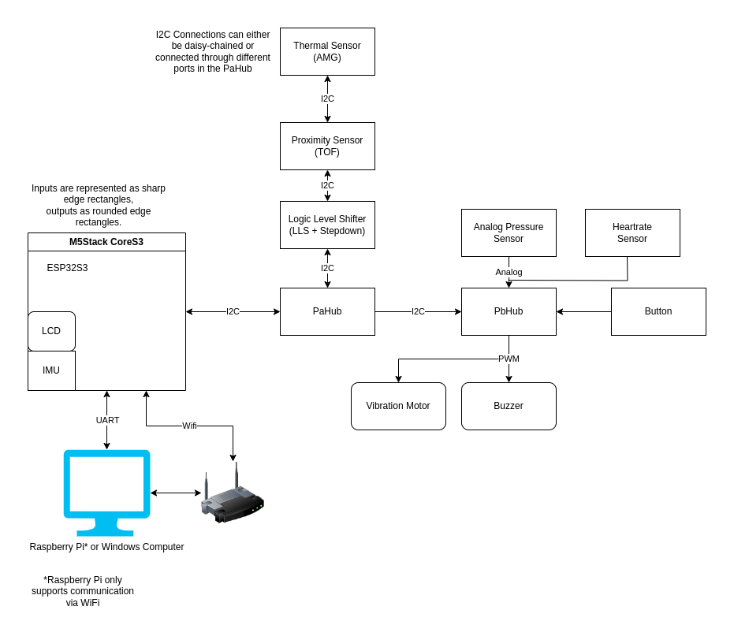 I2C Connections can either
be daisy-chained or
connected through different
ports in the PaHub
Thermal Sensor
(AMG)
I2C
Proximity Sensor
(TOF)
I2C
Inputs are represented as sharp
edge rectangles,
outputs as rounded edge
rectangles.
Logic Level Shifter
(LLS + Stepdown)
Analog Pressure
Sensor
Heartrate
Sensor
M5Stack CoreS3
ESP32S3
I2C
Analog
I2C
PaHub
I2C
PbHub
Button
LCD
IMU
PWM
Vibration Motor
Buzzer
UART
Wifi
Raspberry Pi* or Windows Computer
*Raspberry Pi only
supports communication
via WiFi